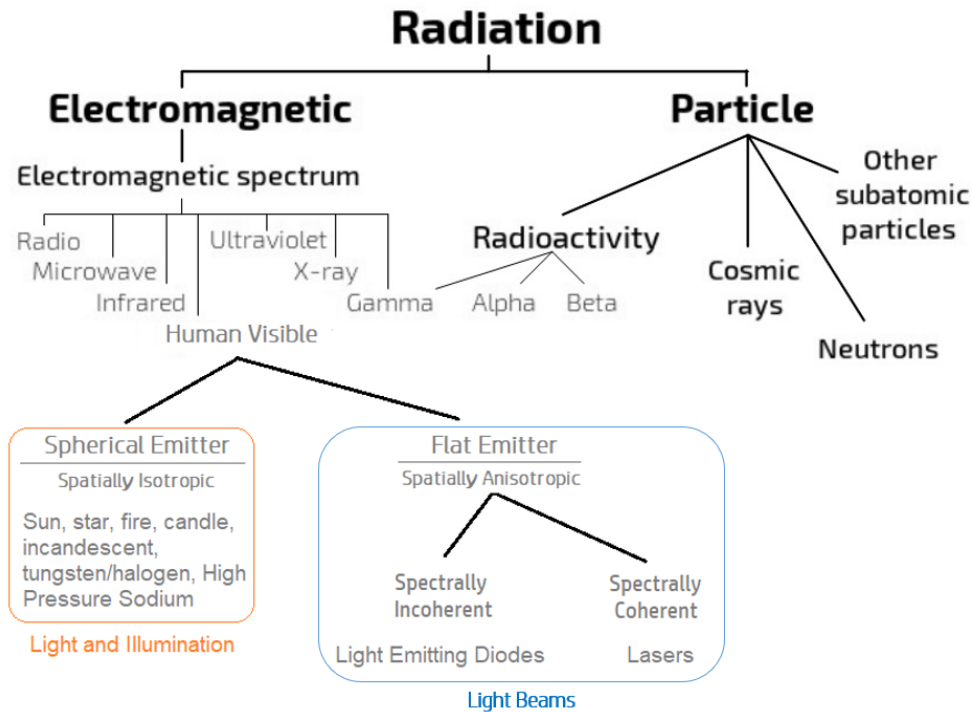 Radiation
Electromagnetic
Particle
Electromagnetic spectrum
Radio
Microwave
Infrared
Human Visible
Ultraviolet
X-ray
Gamma
Radioactivity
Alpha
Beta
Cosmic
rays
Neutrons
Other
subatomic
particles
Spherical Emitter
Spatially Isotropic
Sun, star, fire, candle,
incandescent,
tungsten/halogen, High
Pressure Sodium
Light and Illumination
Flat Emitter
Spatially Anisotropic
Spectrally
Incoherent
Light Emitting Diodes
Spectrally
Coherent
Lasers
Light Beams